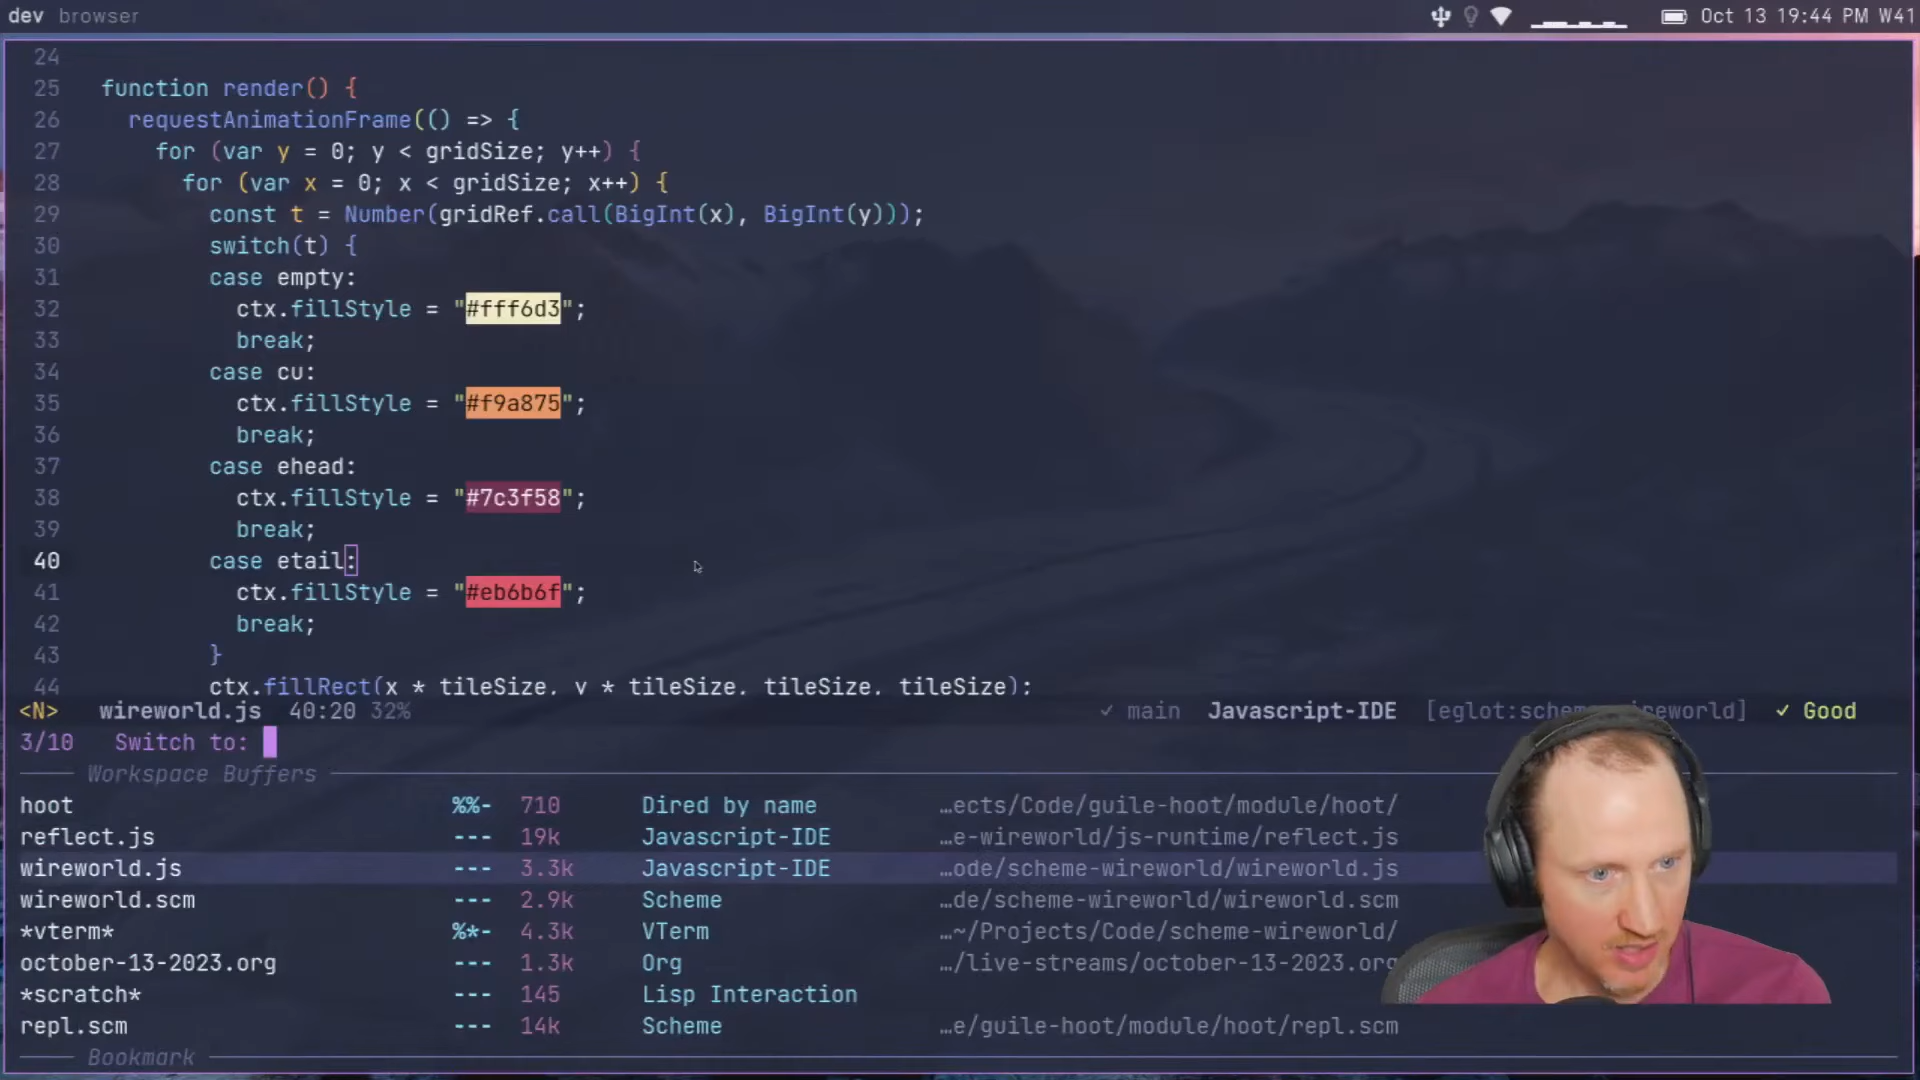 dev browser Oct 13 19:44 PM W41
24
25 function render() {
26 requestAnimationFrame(() => {
27 for (var y = 0; y < gridSize; y++) {
28 for (var x = 0; x < gridSize; x++) {
29 const t = Number(gridRef.call(BigInt(x), BigInt(y)));
30 switch(t) {
31 case empty:
32 ctx.fillStyle = "#fff6d3";
33 break;
34 case cu:
35 ctx.fillStyle = "#f9a875";
36 break;
37 case ehead:
38 ctx.fillStyle = "#7c3f58";
39 break;
40 case etail:
41 ctx.fillStyle = "#eb6b6f";
42 break;
43 }
44 ctx.fillRect(x * tileSize, y * tileSize, tileSize, tileSize);
<N> wireworld.js 40:20 32% ✓ main Javascript-IDE [eglot:scheme-wireworld] ✓ Good
3/10 Switch to:
Workspace Buffers
hoot %%- 710 Dired by name …ects/Code/guile-hoot/module/hoot/
reflect.js --- 19k Javascript-IDE …e-wireworld/js-runtime/reflect.js
wireworld.js --- 3.3k Javascript-IDE …ode/scheme-wireworld/wireworld.js
wireworld.scm --- 2.9k Scheme …de/scheme-wireworld/wireworld.scm
*vterm* %*- 4.3k VTerm …~/Projects/Code/scheme-wireworld/
october-13-2023.org --- 1.3k Org …/live-streams/october-13-2023.org
*scratch* --- 145 Lisp Interaction
repl.scm --- 14k Scheme …e/guile-hoot/module/hoot/repl.scm
Bookmark